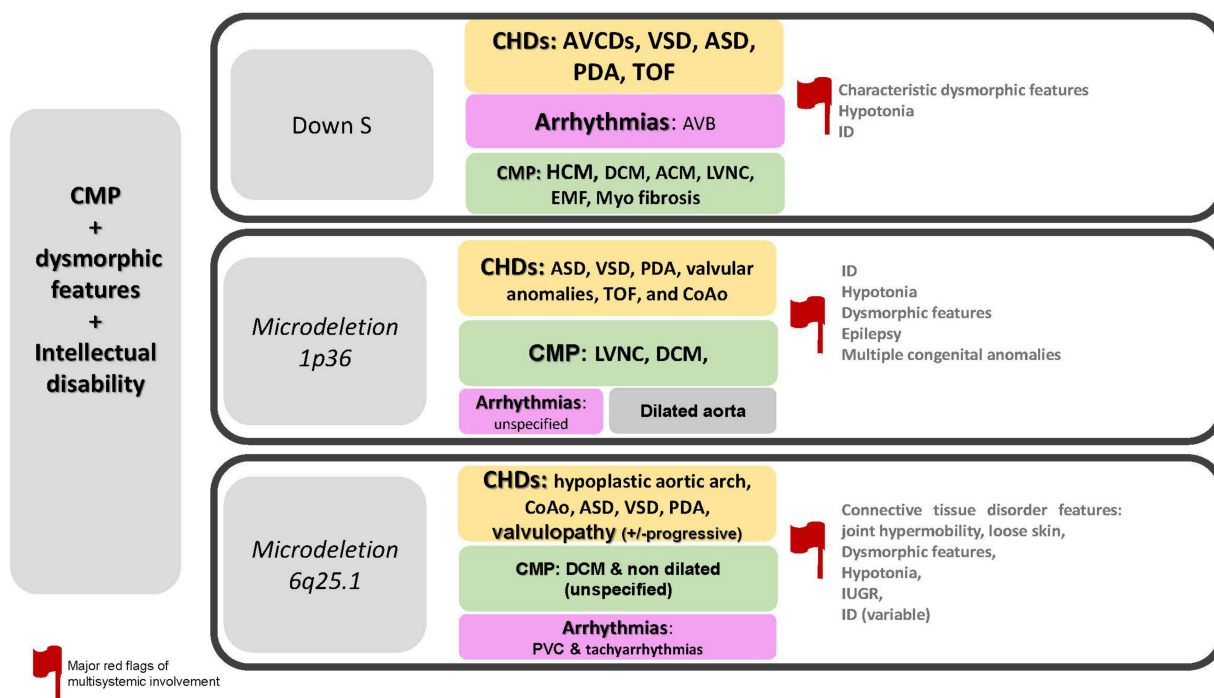 CMP
+
dysmorphic
features
+
Intellectual
disability
Down S
CHDs: AVCDs, VSD, ASD,
PDA, TOF
Arrhythmias: AVB
CMP: HCM, DCM, ACM, LVNC,
EMF, Myo fibrosis
Characteristic dysmorphic features
Hypotonia
ID
Microdeletion
1p36
CHDs: ASD, VSD, PDA, valvular
anomalies, TOF, and CoAo
CMP: LVNC, DCM,
Arrhythmias:
unspecified
Dilated aorta
ID
Hypotonia
Dysmorphic features
Epilepsy
Multiple congenital anomalies
Microdeletion
6q25.1
CHDs: hypoplastic aortic arch,
CoAo, ASD, VSD, PDA,
valvulopathy (+/-progressive)
CMP: DCM & non dilated
(unspecified)
Arrhythmias:
PVC & tachyarrhythmias
Connective tissue disorder features:
joint hypermobility, loose skin,
Dysmorphic features,
Hypotonia,
IUGR,
ID (variable)
Major red flags of
multisystemic involvement